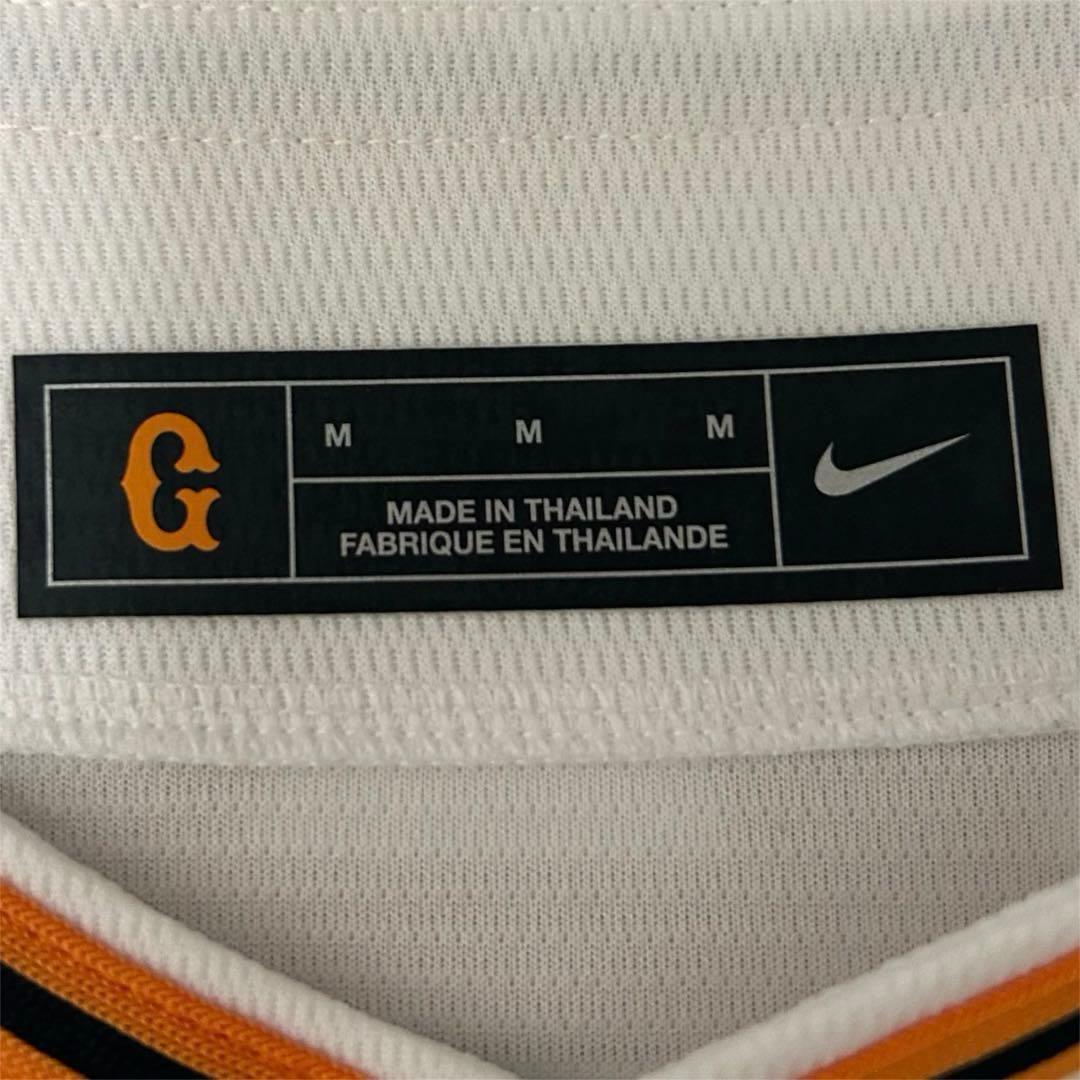 G
M M M
MADE IN THAILAND
FABRIQUE EN THAILANDE